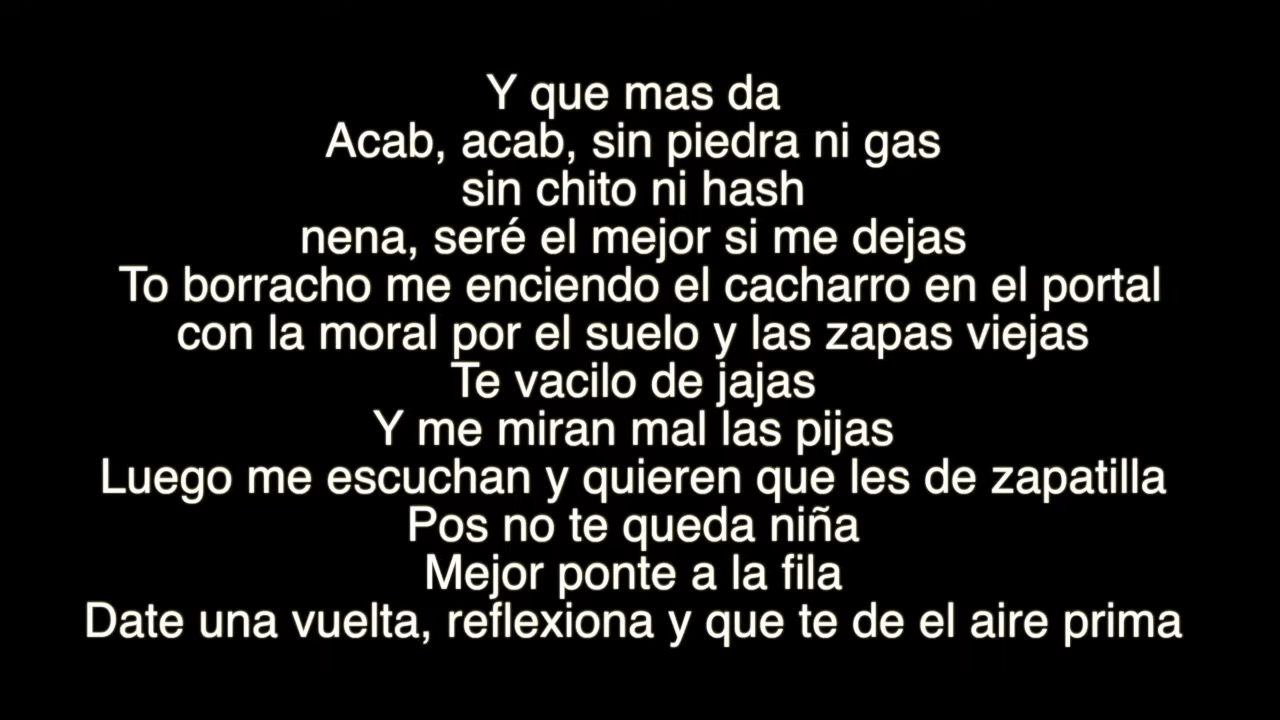 Y que mas da
Acab, acab, sin piedra ni gas
sin chito ni hash
nena, seré el mejor si me dejas
To borracho me enciendo el cacharro en el portal
con la moral por el suelo y las zapas viejas
Te vacilo de jajas
Y me miran mal las pijas
Luego me escuchan y quieren que les de zapatilla
Pos no te queda niña
Mejor ponte a la fila
Date una vuelta, reflexiona y que te de el aire prima